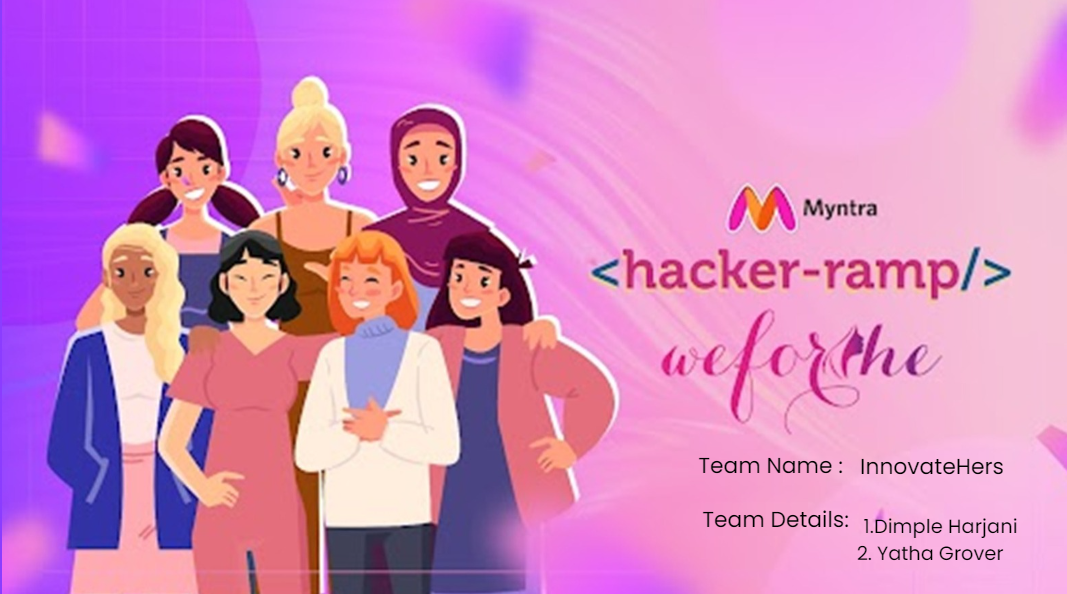 Myntra
<hacker-ramp/>
weforshe
Team Name : InnovateHers
Team Details: 1.Dimple Harjani
2. Yatha Grover